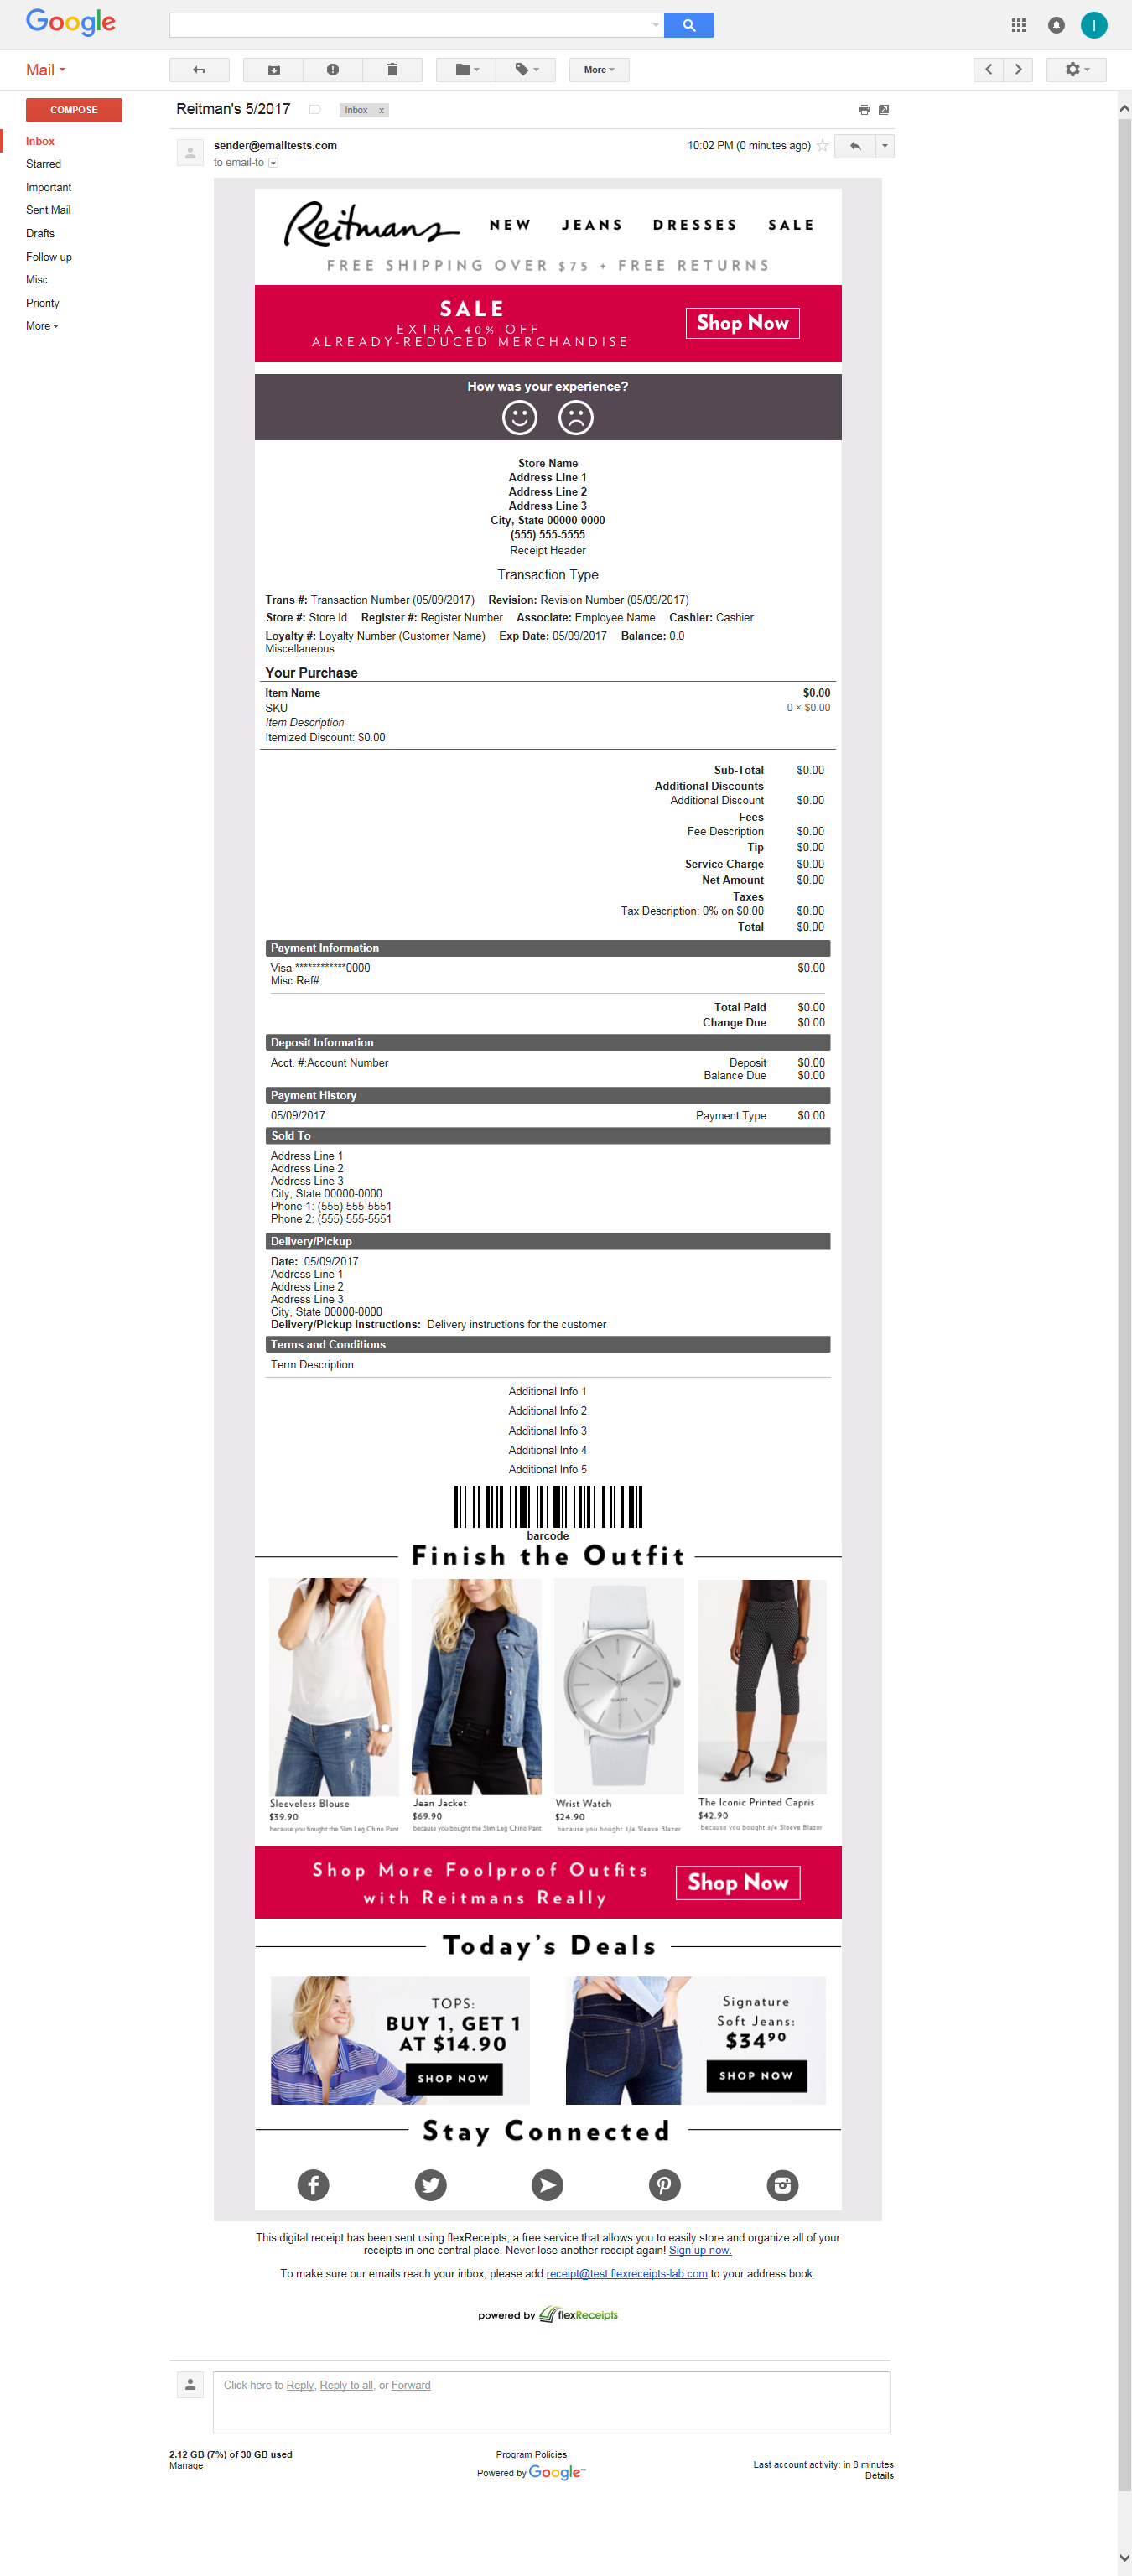 Google
I
Mail
More
COMPOSE
Reitman's 5/2017
Inbox x
Inbox
Starred
Important
Sent Mail
Drafts
Follow up
Misc
Priority
More
sender@emailtests.com
10:02 PM (0 minutes ago)
to email-to
Reitmans
NEW JEANS DRESSES SALE
FREE SHIPPING OVER $75 + FREE RETURNS
SALE
EXTRA 40% OFF
ALREADY-REDUCED MERCHANDISE
Shop Now
How was your experience?
Store Name
Address Line 1
Address Line 2
Address Line 3
City, State 00000-0000
(555) 555-5555
Receipt Header
Transaction Type
Trans #: Transaction Number (05/09/2017) Revision: Revision Number (05/09/2017)
Store #: Store Id Register #: Register Number Associate: Employee Name Cashier: Cashier
Loyalty #: Loyalty Number (Customer Name) Exp Date: 05/09/2017 Balance: 0.0
Miscellaneous
Your Purchase
Item Name $0.00
SKU 0 × $0.00
Item Description
Itemized Discount: $0.00
Sub-Total $0.00
Additional Discounts
Additional Discount $0.00
Fees
Fee Description $0.00
Tip $0.00
Service Charge $0.00
Net Amount $0.00
Taxes
Tax Description: 0% on $0.00 $0.00
Total $0.00
Payment Information
Visa ************0000 $0.00
Misc Ref#
Total Paid $0.00
Change Due $0.00
Deposit Information
Acct. #:Account Number Deposit $0.00
Balance Due $0.00
Payment History
05/09/2017 Payment Type $0.00
Sold To
Address Line 1
Address Line 2
Address Line 3
City, State 00000-0000
Phone 1: (555) 555-5551
Phone 2: (555) 555-5551
Delivery/Pickup
Date: 05/09/2017
Address Line 1
Address Line 2
Address Line 3
City, State 00000-0000
Delivery/Pickup Instructions: Delivery instructions for the customer
Terms and Conditions
Term Description
Additional Info 1
Additional Info 2
Additional Info 3
Additional Info 4
Additional Info 5
barcode
Finish the Outfit
Sleeveless Blouse
$39.90
because you bought the Slim Leg Chino Pant
Jean Jacket
$69.90
because you bought the Slim Leg Chino Pant
Wrist Watch
$24.90
because you bought 3/4 Sleeve Blazer
The Iconic Printed Capris
$42.90
because you bought 3/4 Sleeve Blazer
Shop More Foolproof Outfits
with Reitmans Really
Shop Now
Today's Deals
TOPS:
BUY 1, GET 1
AT $14.90
SHOP NOW
Signature
Soft Jeans:
$34.90
SHOP NOW
Stay Connected
This digital receipt has been sent using flexReceipts, a free service that allows you to easily store and organize all of your
receipts in one central place. Never lose another receipt again! Sign up now.
To make sure our emails reach your inbox, please add receipt@test.flexreceipts-lab.com to your address book.
powered by flexReceipts
Click here to Reply, Reply to all, or Forward
2.12 GB (7%) of 30 GB used
Manage
Program Policies
Powered by Google™
Last account activity: in 8 minutes
Details